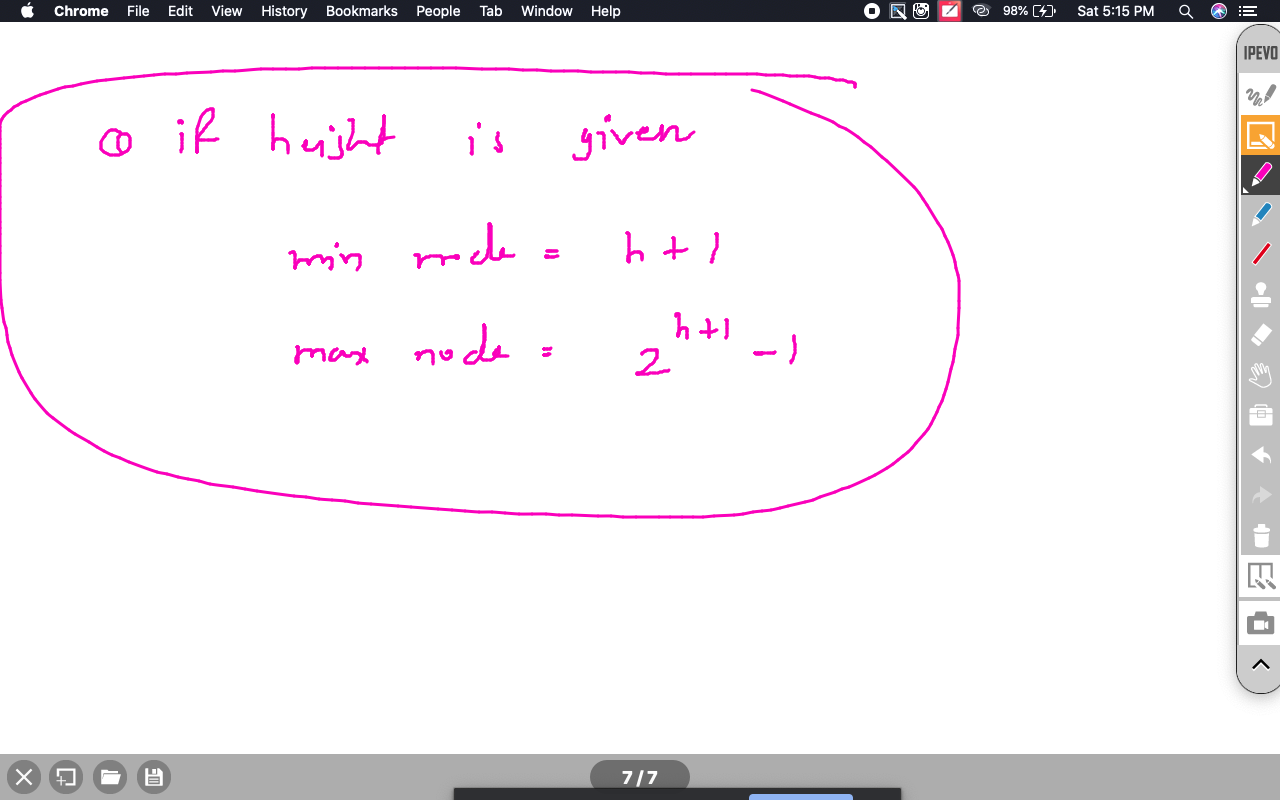 Chrome File Edit View History Bookmarks People Tab Window Help 98% Sat 5:15 PM
IPEVO
① if height is given
min node = h + 1
max node = 2^{h+1} - 1
7 / 7